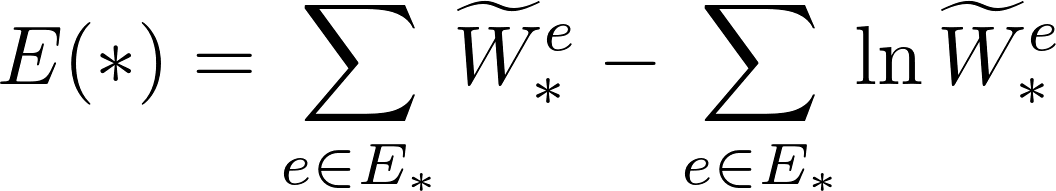 $E(*) = \sum_{e \in E_*} \widetilde{W}_*^e - \sum_{e \in E_*} \ln \widetilde{W}_*^e$